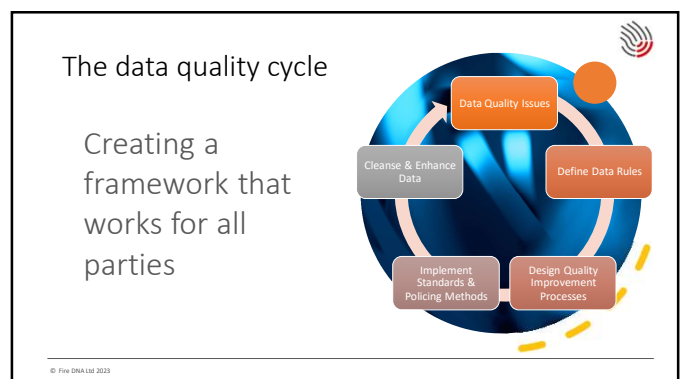 The data quality cycle
Creating a
framework that
works for all
parties
Data Quality Issues
Define Data Rules
Design Quality
Improvement
Processes
Implement
Standards &
Policing Methods
Cleanse & Enhance
Data
© Fire DNA Ltd 2023